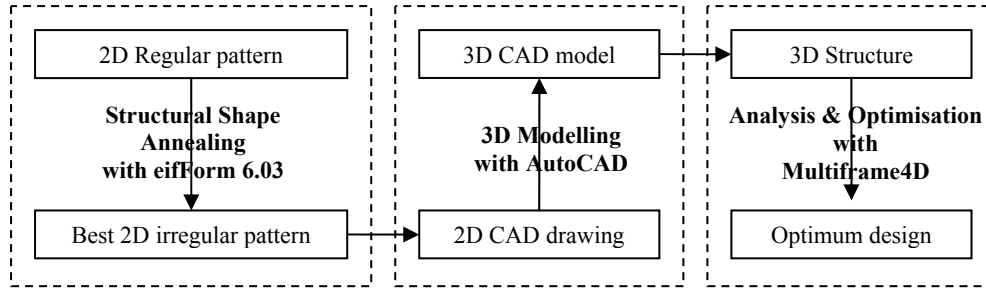 2D Regular pattern
Structural Shape
Annealing
with eifForm 6.03
Best 2D irregular pattern
3D CAD model
3D Modelling
with AutoCAD
2D CAD drawing
3D Structure
Analysis & Optimisation
with
Multiframe4D
Optimum design